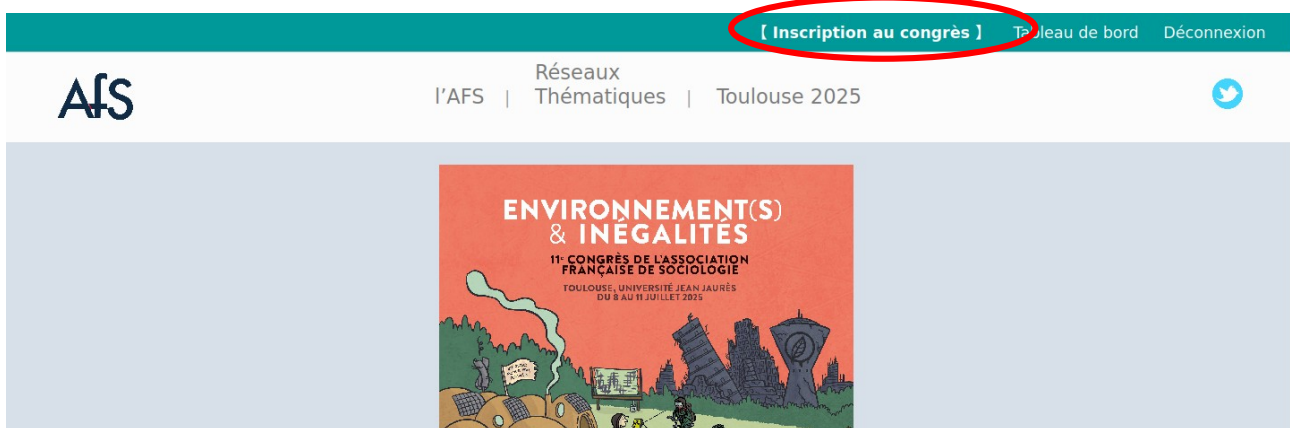 【 Inscription au congrès 】 Tableau de bord Déconnexion
AfS
Réseaux
l'AFS | Thématiques | Toulouse 2025
ENVIRONNEMENT(S)
& INÉGALITÉS
11e CONGRÈS DE L'ASSOCIATION
FRANÇAISE DE SOCIOLOGIE
TOULOUSE, UNIVERSITÉ JEAN JAURÈS
DU 8 AU 11 JUILLET 2025